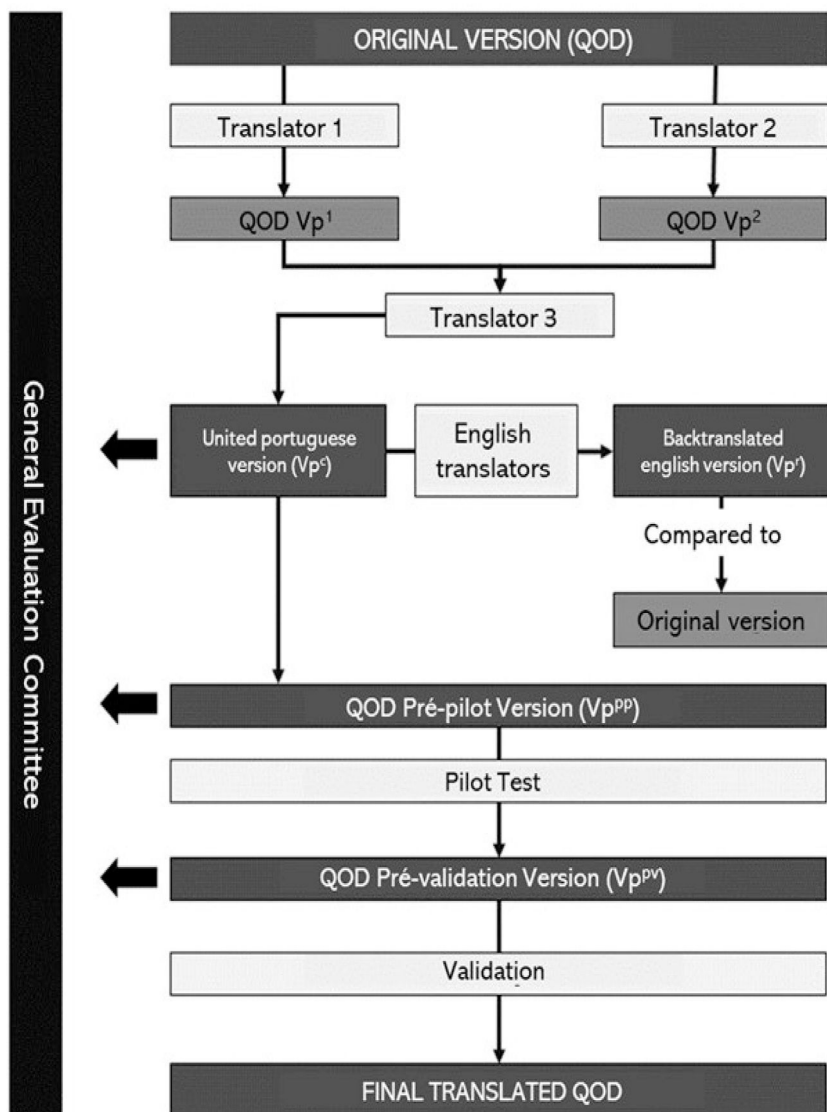 ORIGINAL VERSION (QOD)
Translator 1
Translator 2
QOD Vp¹
QOD Vp²
Translator 3
General Evaluation Committee
United portuguese
version (Vpᶜ)
English
translators
Backtranslated
english version (Vpʳ)
Compared to
Original version
QOD Pré-pilot Version (Vpᵖᵖ)
Pilot Test
QOD Pré-validation Version (Vpᵖᵛ)
Validation
FINAL TRANSLATED QOD